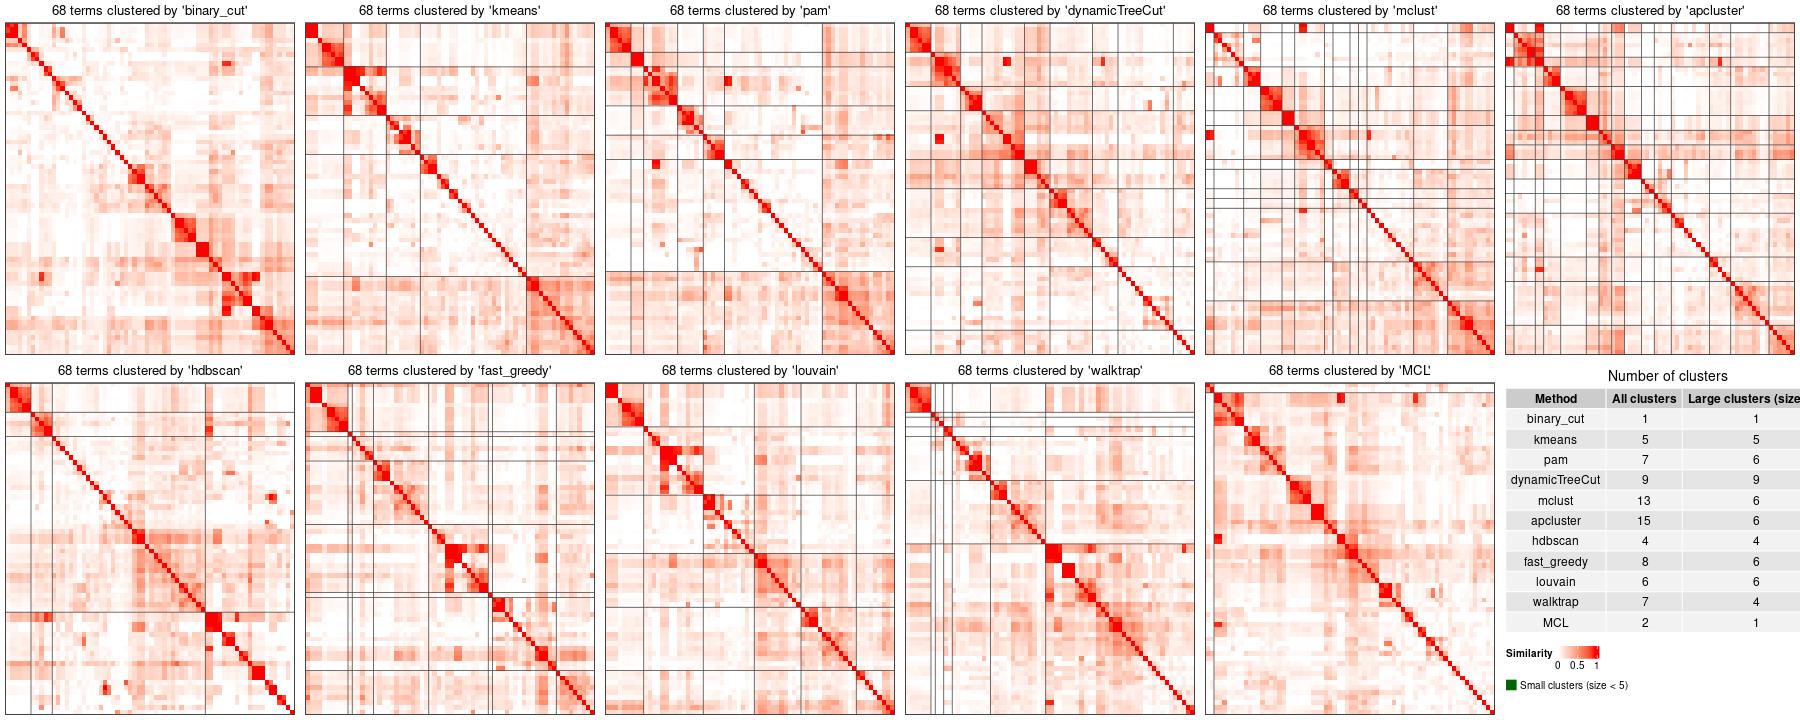 68 terms clustered by 'binary_cut'
68 terms clustered by 'kmeans'
68 terms clustered by 'pam'
68 terms clustered by 'dynamicTreeCut'
68 terms clustered by 'mclust'
68 terms clustered by 'apcluster'
68 terms clustered by 'hdbscan'
68 terms clustered by 'fast_greedy'
68 terms clustered by 'louvain'
68 terms clustered by 'walktrap'
68 terms clustered by 'MCL'
Number of clusters
Method All clusters Large clusters (size
binary_cut 1 1
kmeans 5 5
pam 7 6
dynamicTreeCut 9 9
mclust 13 6
apcluster 15 6
hdbscan 4 4
fast_greedy 8 6
louvain 6 6
walktrap 7 4
MCL 2 1
Similarity
0 0.5 1
Small clusters (size < 5)